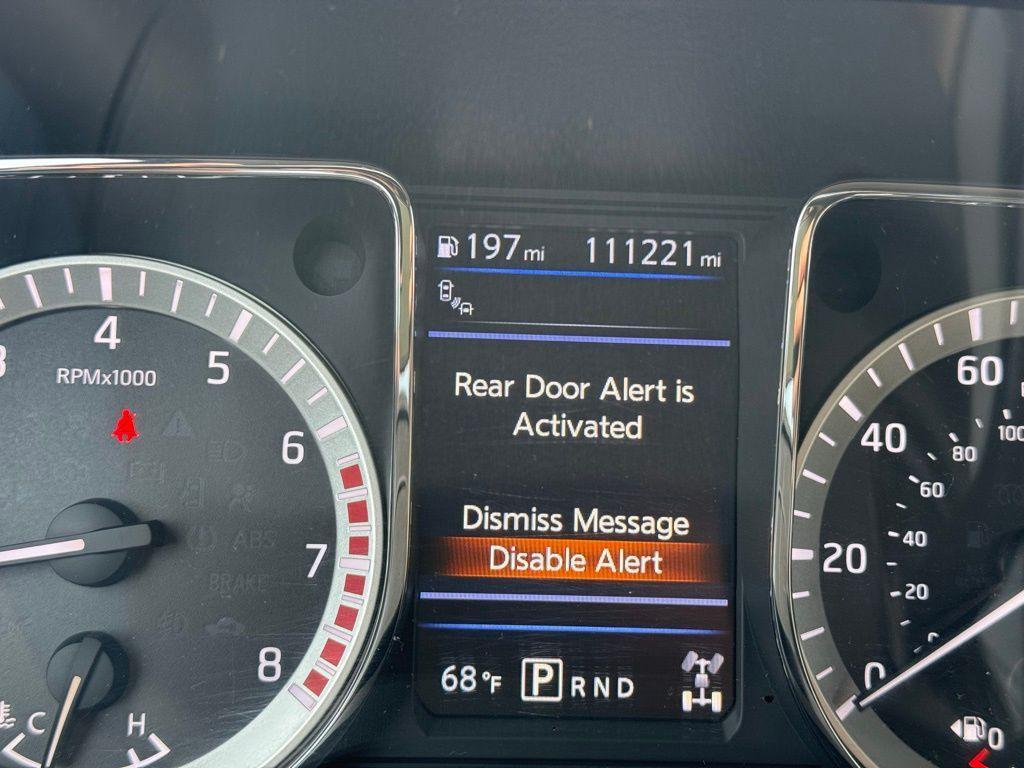 197 mi 111221 mi
Rear Door Alert is
Activated
Dismiss Message
Disable Alert
68°F P R N D
4
RPMx1000
5
6
7
8
ABS
BRAKE
C H
60
40
20
0
100
80
60
40
20
0